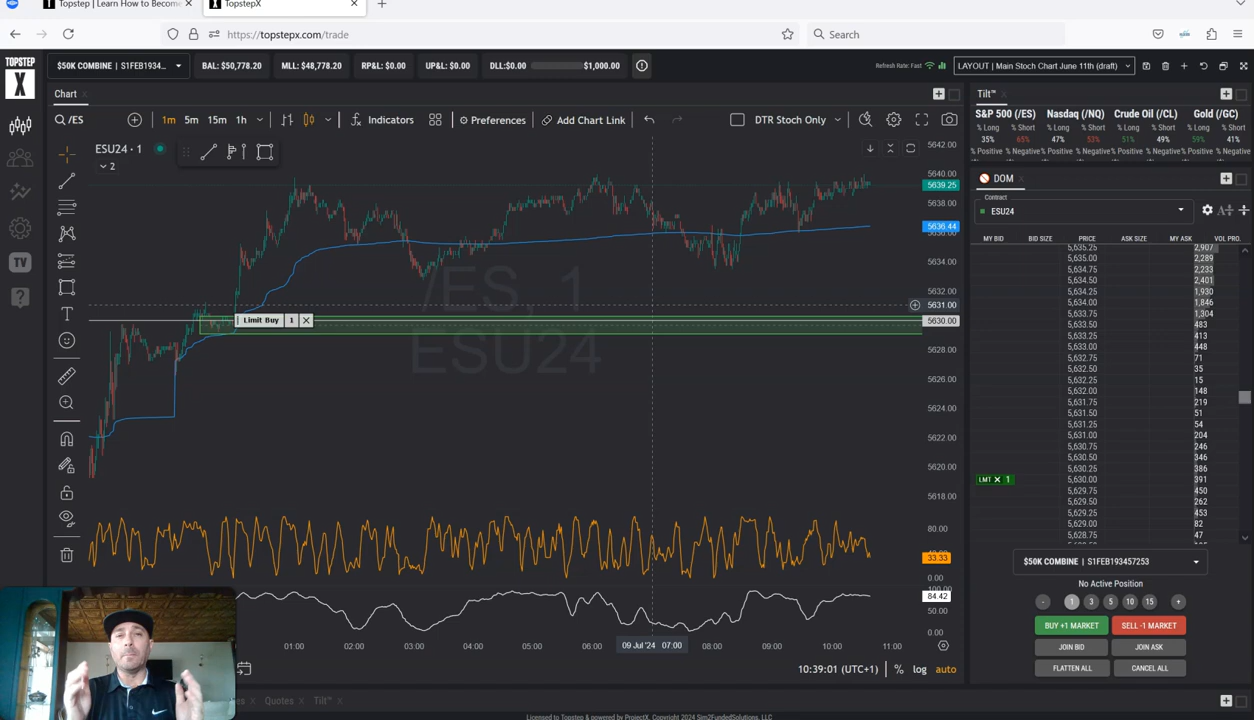 Topstep | Learn How to Become
TopstepX
https://topstepx.com/trade
Search
TOPSTEP
X
$50K COMBINE | S1FEB1934...
BAL: $50,778.20
MLL: $48,778.20
RP&L: $0.00
UP&L: $0.00
DLL:$0.00
$1,000.00
Refresh Rate: Fast
LAYOUT | Main Stoch Chart June 11th (draft)
Chart
/ES
1m
5m
15m
1h
Indicators
Preferences
Add Chart Link
DTR Stoch Only
ESU24 · 1
2
/ES, 1
ESU24
Limit Buy
1
5642.00
5640.00
5639.25
5638.00
5636.44
5634.00
5632.00
5631.00
5630.00
5628.00
5626.00
5624.00
5622.00
5620.00
5618.00
80.00
33.33
0.00
84.42
50.00
0.00
01:00
02:00
03:00
04:00
05:00
06:00
09 Jul '24 07:00
08:00
09:00
10:00
11:00
10:39:01 (UTC+1)
%
log
auto
TV
Quotes
Tilt™
Tilt™
S&P 500 (/ES)
Nasdaq (/NQ)
Crude Oil (/CL)
Gold (/GC)
% Long % Short
% Long % Short
% Long % Short
% Long % Short
35% 65%
47% 53%
51% 49%
59% 41%
% Positive % Negative
DOM
Contract
ESU24
MY BID
BID SIZE
PRICE
ASK SIZE
MY ASK
VOL PRO.
5,635.25 2,907
5,635.00 2,289
5,634.75 2,233
5,634.50 2,401
5,634.25 1,930
5,634.00 1,846
5,633.75 1,304
5,633.50 483
5,633.25 413
5,633.00 448
5,632.75 71
5,632.50 35
5,632.25 15
5,632.00 148
5,631.75 219
5,631.50 51
5,631.25 54
5,631.00 204
5,630.75 246
5,630.50 346
5,630.25 386
LMT X 1 5,630.00 391
5,629.75 450
5,629.50 262
5,629.25 453
5,629.00 82
5,628.75 47
$50K COMBINE | S1FEB193457253
No Active Position
- 1 3 5 10 15 +
BUY +1 MARKET
SELL -1 MARKET
JOIN BID
JOIN ASK
FLATTEN ALL
CANCEL ALL
Licensed to Topstep & powered by ProjectX. Copyright 2024 Sim2FundedSolutions, LLC